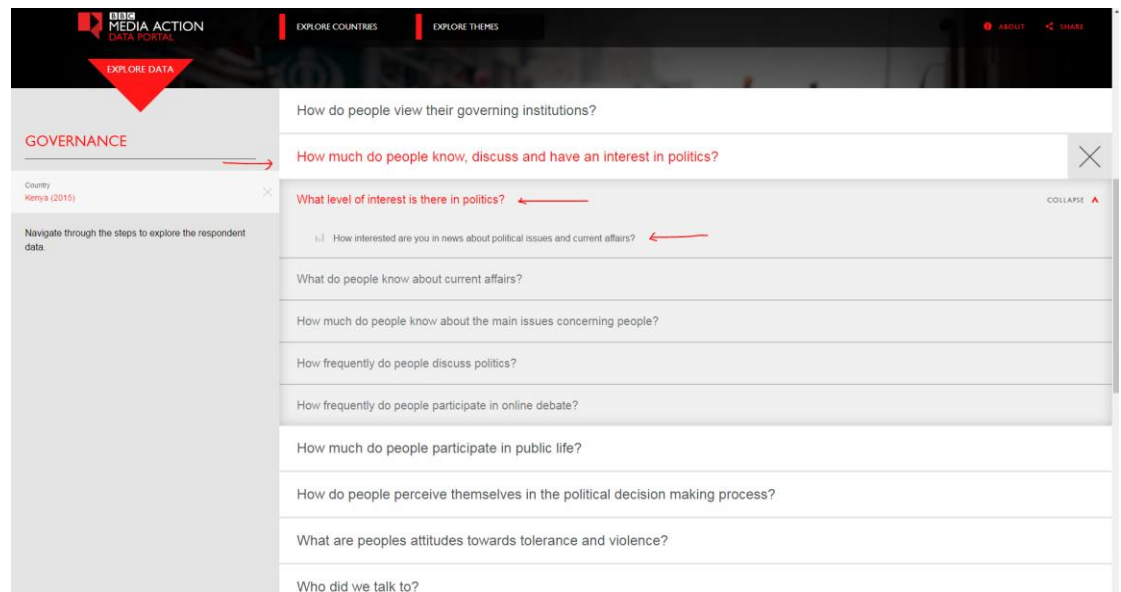 BBC
MEDIA ACTION
DATA PORTAL
EXPLORE COUNTRIES
EXPLORE THEMES
ABOUT
SHARE
EXPLORE DATA
GOVERNANCE
Country
Kenya (2015)
Navigate through the steps to explore the respondent
data.
How do people view their governing institutions?
How much do people know, discuss and have an interest in politics?
What level of interest is there in politics?
COLLAPSE
How interested are you in news about political issues and current affairs?
What do people know about current affairs?
How much do people know about the main issues concerning people?
How frequently do people discuss politics?
How frequently do people participate in online debate?
How much do people participate in public life?
How do people perceive themselves in the political decision making process?
What are peoples attitudes towards tolerance and violence?
Who did we talk to?